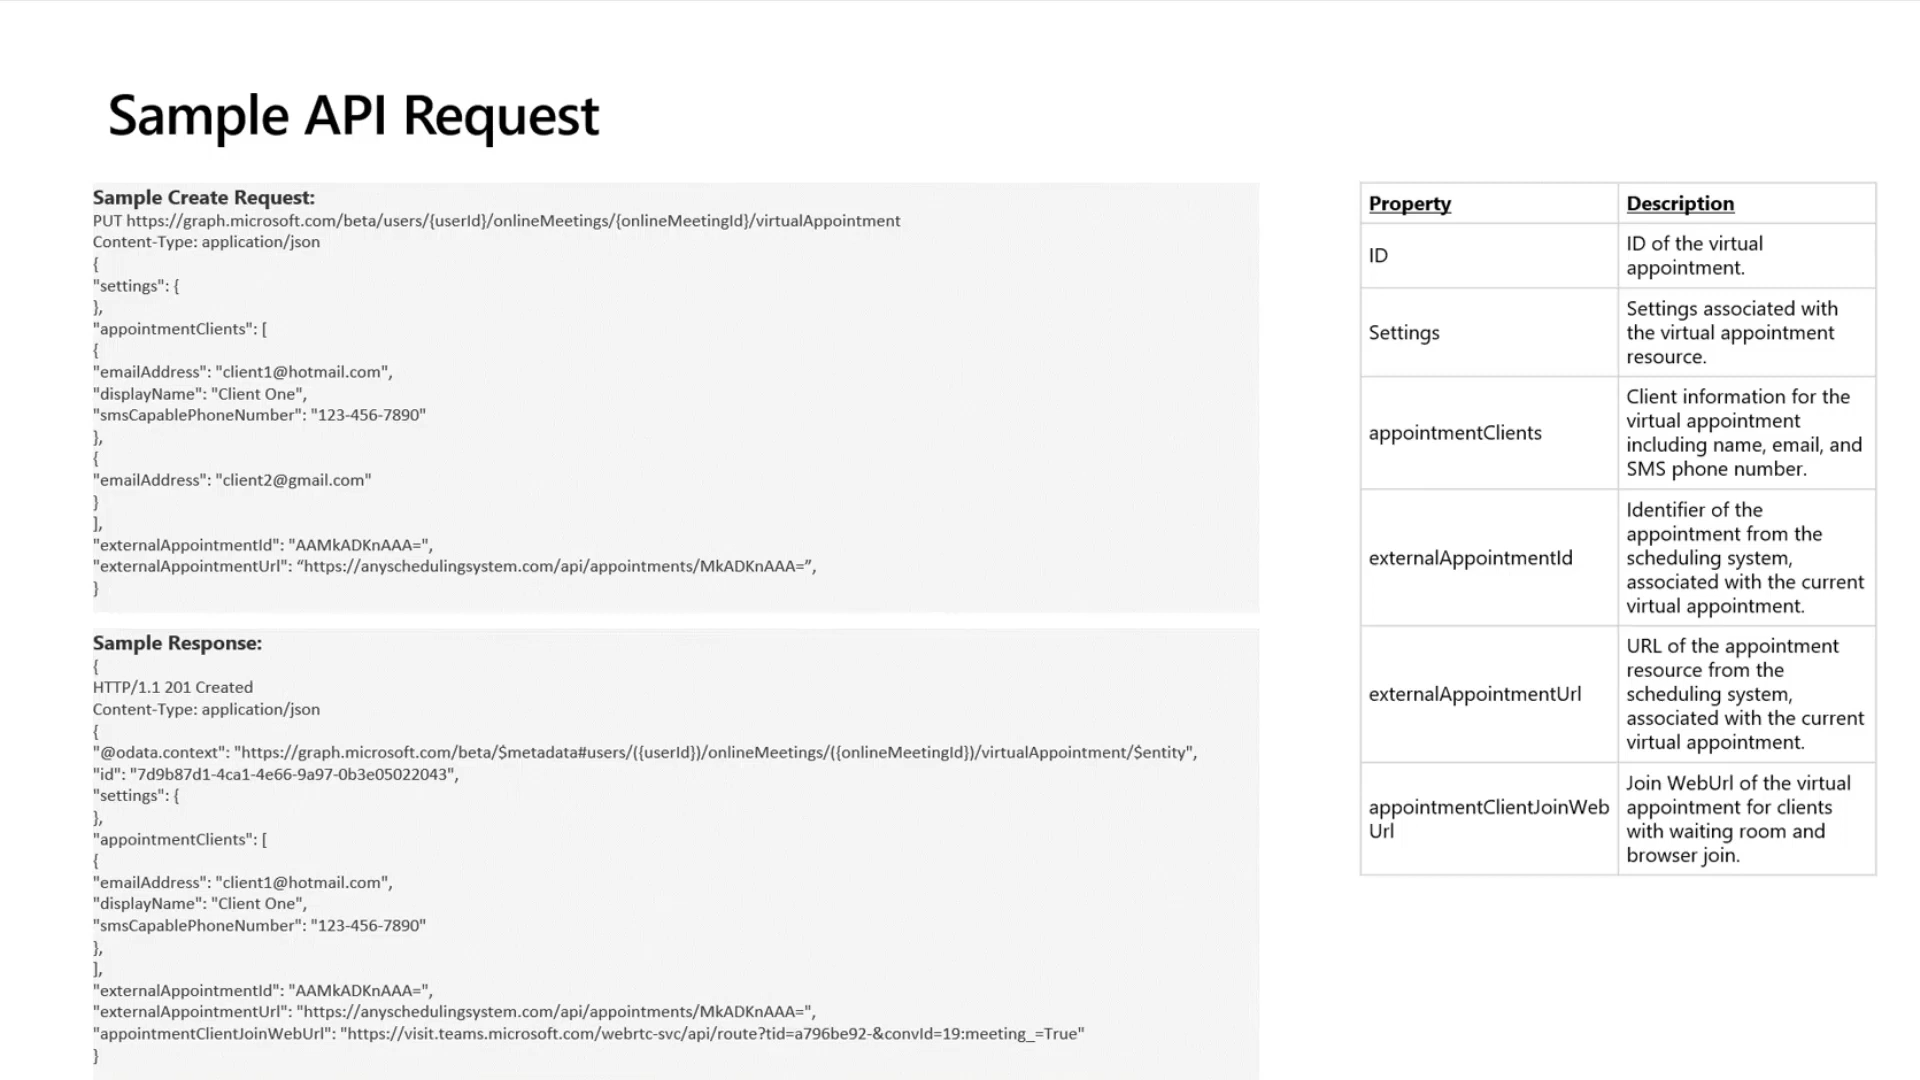 Sample API Request
Sample Create Request:
PUT https://graph.microsoft.com/beta/users/{userId}/onlineMeetings/{onlineMeetingId}/virtualAppointment
Content-Type: application/json
{
"settings": {
},
"appointmentClients": [
{
"emailAddress": "client1@hotmail.com",
"displayName": "Client One",
"smsCapablePhoneNumber": "123-456-7890"
},
{
"emailAddress": "client2@gmail.com"
}
],
"externalAppointmentId": "AAMkADKnAAA=",
"externalAppointmentUrl": “https://anyschedulingsystem.com/api/appointments/MkADKnAAA=”,
}
Sample Response:
{
HTTP/1.1 201 Created
Content-Type: application/json
{
"@odata.context": "https://graph.microsoft.com/beta/$metadata#users/({userId})/onlineMeetings/({onlineMeetingId})/virtualAppointment/$entity",
"id": "7d9b87d1-4ca1-4e66-9a97-0b3e05022043",
"settings": {
},
"appointmentClients": [
{
"emailAddress": "client1@hotmail.com",
"displayName": "Client One",
"smsCapablePhoneNumber": "123-456-7890"
},
],
"externalAppointmentId": "AAMkADKnAAA=",
"externalAppointmentUrl": "https://anyschedulingsystem.com/api/appointments/MkADKnAAA=",
"appointmentClientJoinWebUrl": "https://visit.teams.microsoft.com/webrtc-svc/api/route?tid=a796be92-&convId=19:meeting_=True"
}
Property
Description
ID
ID of the virtual
appointment.
Settings
Settings associated with
the virtual appointment
resource.
appointmentClients
Client information for the
virtual appointment
including name, email, and
SMS phone number.
externalAppointmentId
Identifier of the
appointment from the
scheduling system,
associated with the current
virtual appointment.
externalAppointmentUrl
URL of the appointment
resource from the
scheduling system,
associated with the current
virtual appointment.
appointmentClientJoinWeb
Url
Join WebUrl of the virtual
appointment for clients
with waiting room and
browser join.